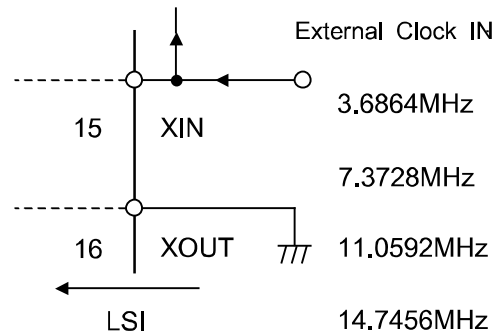 External Clock IN
3.6864MHz
15 XIN
7.3728MHz
16 XOUT 11.0592MHz
LSI 14.7456MHz